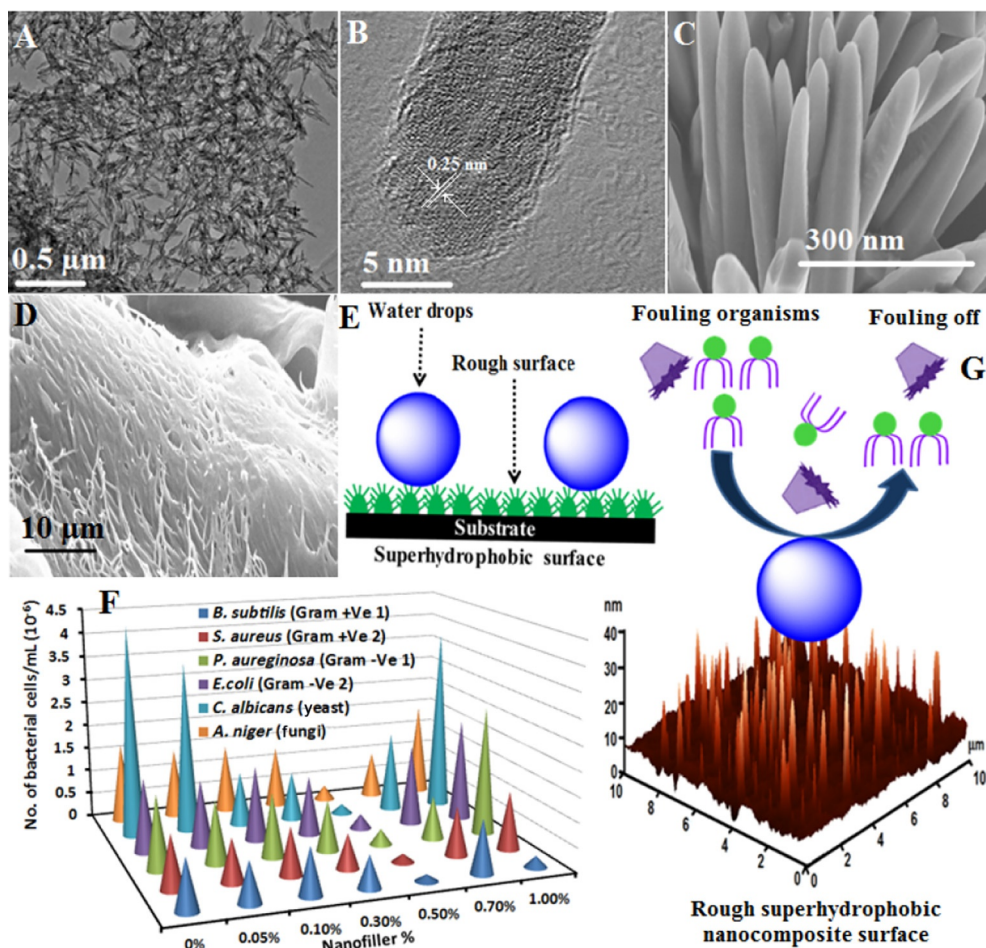 A
0.5 µm
B
0.25 nm
5 nm
C
300 nm
D
10 µm
E
Water drops
Rough surface
Substrate
Superhydrophobic surface
Fouling organisms
Fouling off
G
F
No. of bacterial cells/mL (10⁻⁶)
4.5
4
3.5
3
2.5
2
1.5
1
0.5
0
B. subtilis (Gram +Ve 1)
S. aureus (Gram +Ve 2)
P. aureginosa (Gram -Ve 1)
E.coli (Gram -Ve 2)
C. albicans (yeast)
A. niger (fungi)
0%
0.05%
0.10%
0.30%
0.50%
0.70%
1.00%
Nanofiller %
nm
40
30
20
10
0
10
8
6
4
2
0
0
2
4
6
8
10
µm
Rough superhydrophobic
nanocomposite surface